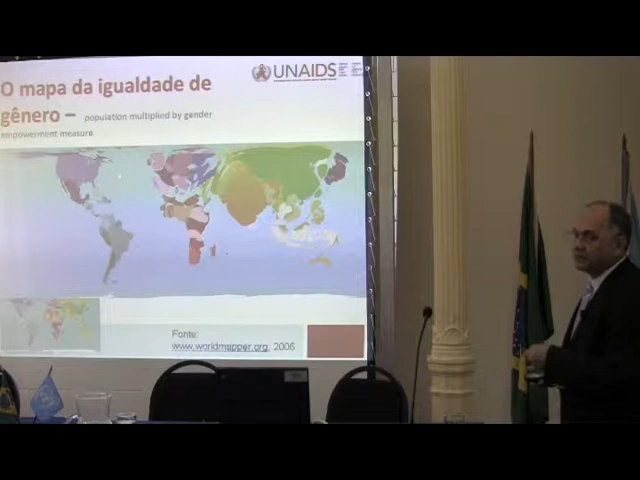 UNAIDS
O mapa da igualdade de
gênero – population multiplied by gender
empowerment measure
Fonte:
www.worldmapper.org, 2006